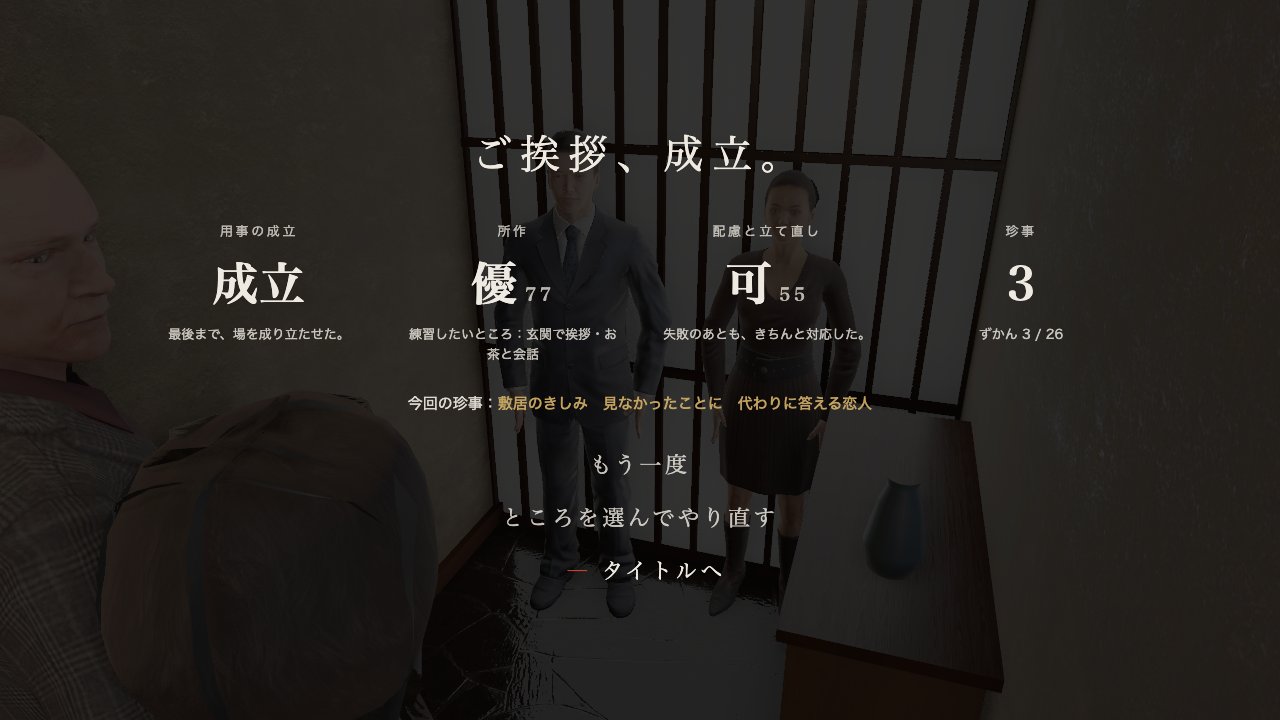 ご挨拶、成立。
用事の成立
所作
配慮と立て直し
珍事
成立
優 77
可 55
3
最後まで、場を成り立たせた。
練習したいところ：玄関で挨拶・お
茶と会話
失敗のあとも、きちんと対応した。
ずかん 3 / 26
今回の珍事：敷居のきしみ　見なかったことに　代わりに答える恋人
もう一度
ところを選んでやり直す
タイトルへ